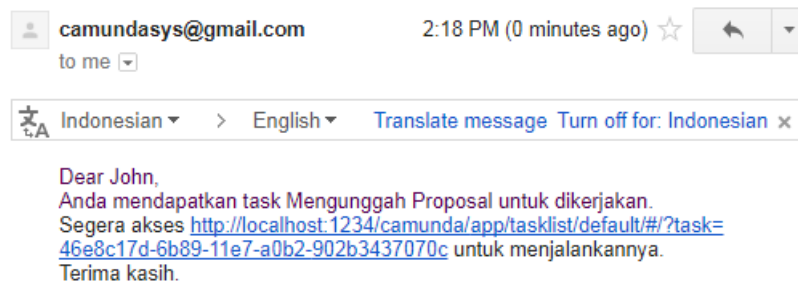 camundasys@gmail.com 2:18 PM (0 minutes ago)
to me
Indonesian > English Translate message Turn off for: Indonesian ×
Dear John,
Anda mendapatkan task Mengunggah Proposal untuk dikerjakan.
Segera akses http://localhost:1234/camunda/app/tasklist/default/#/?task=
46e8c17d-6b89-11e7-a0b2-902b3437070c untuk menjalankannya.
Terima kasih.